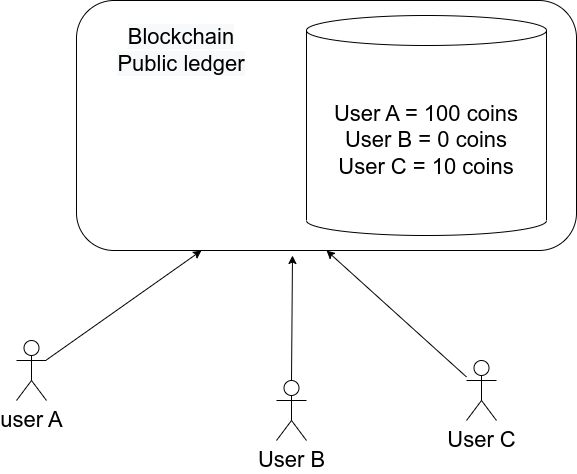 Blockchain
Public ledger
User A = 100 coins
User B = 0 coins
User C = 10 coins
user A
User B
User C